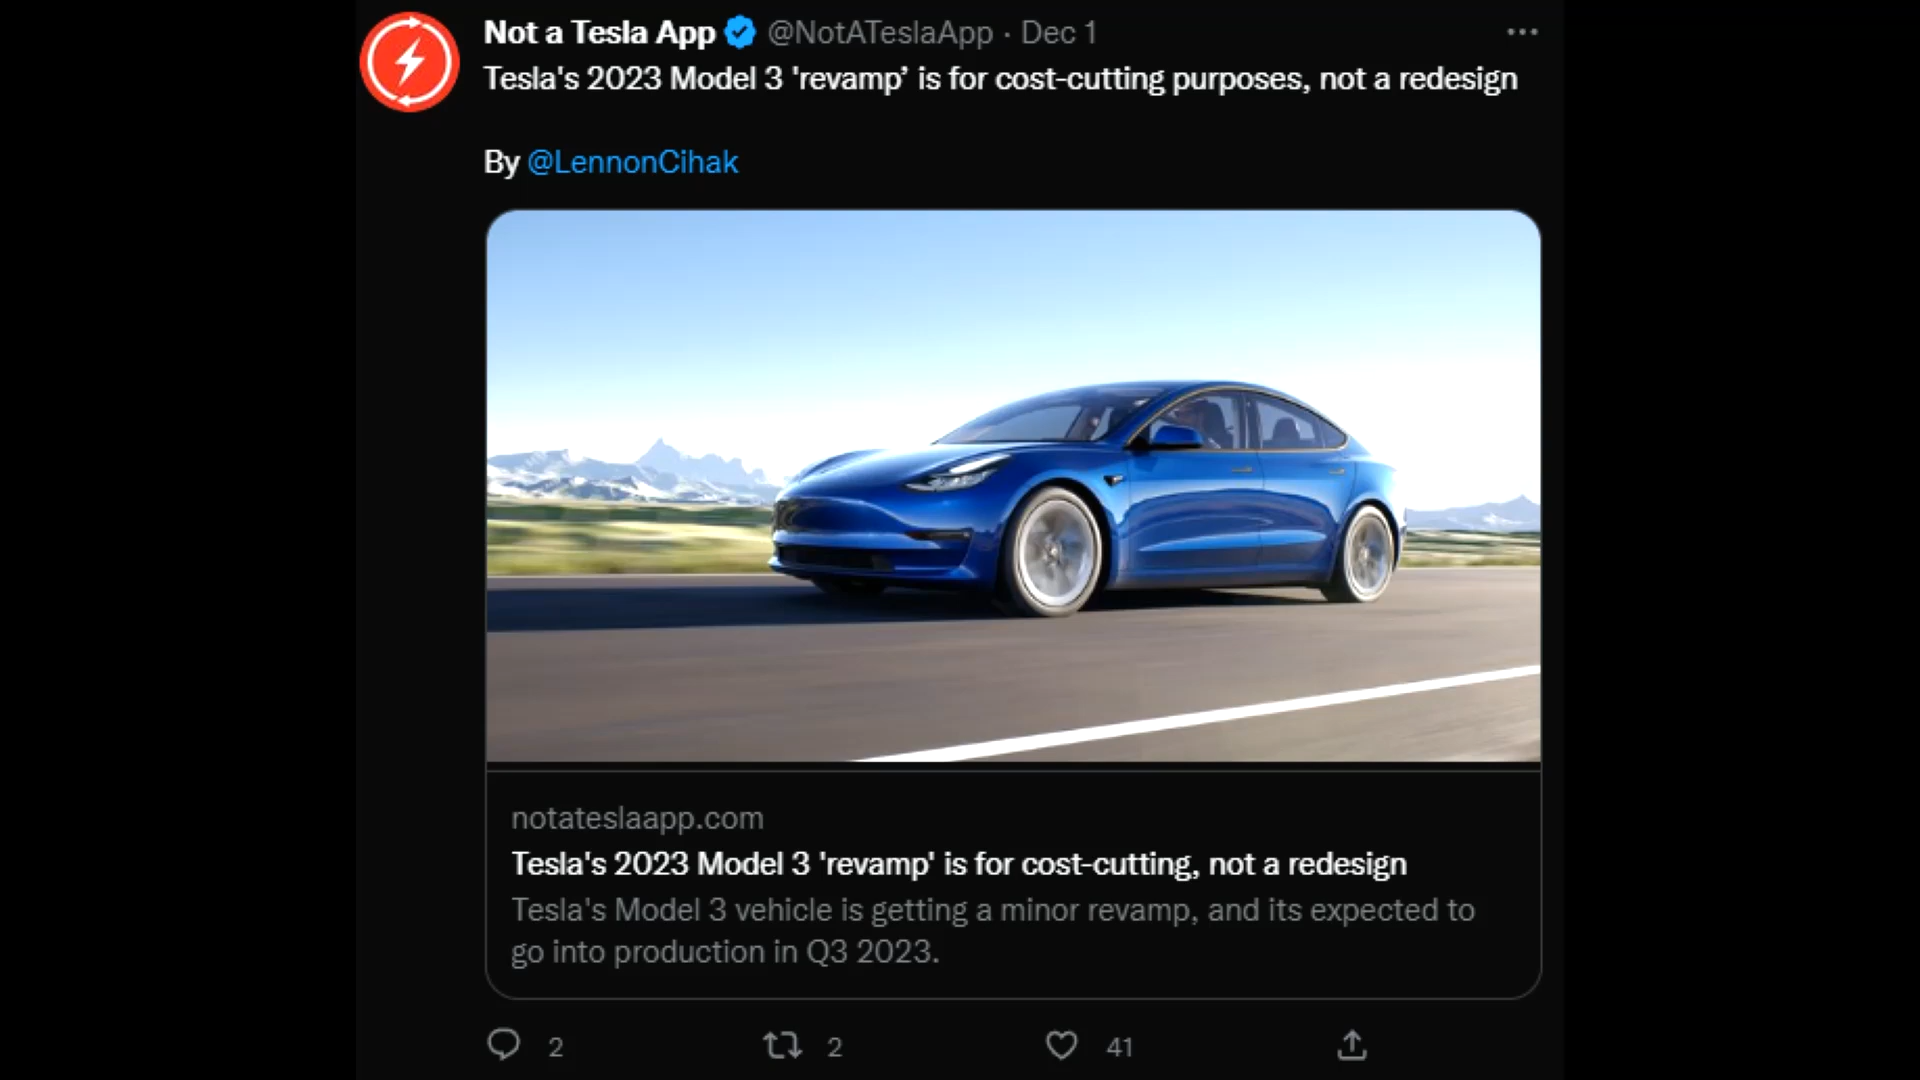 Not a Tesla App @NotATeslaApp · Dec 1
Tesla's 2023 Model 3 'revamp’ is for cost-cutting purposes, not a redesign
By @LennonCihak
notateslaapp.com
Tesla's 2023 Model 3 'revamp' is for cost-cutting, not a redesign
Tesla's Model 3 vehicle is getting a minor revamp, and its expected to
go into production in Q3 2023.
2 2 41